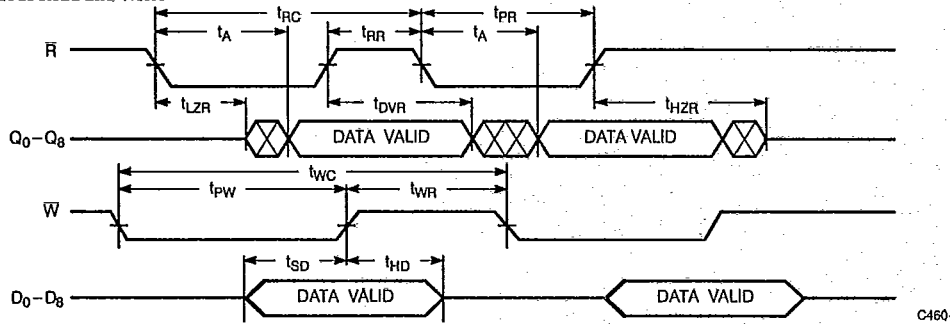 tRC tPR
tA tRR tA
R̅
tLZR tDVR tHZR
Q0–Q8 DATA VALID DATA VALID
tWC
tPW tWR
W̅
tSD tHD
D0–D8 DATA VALID DATA VALID
C460